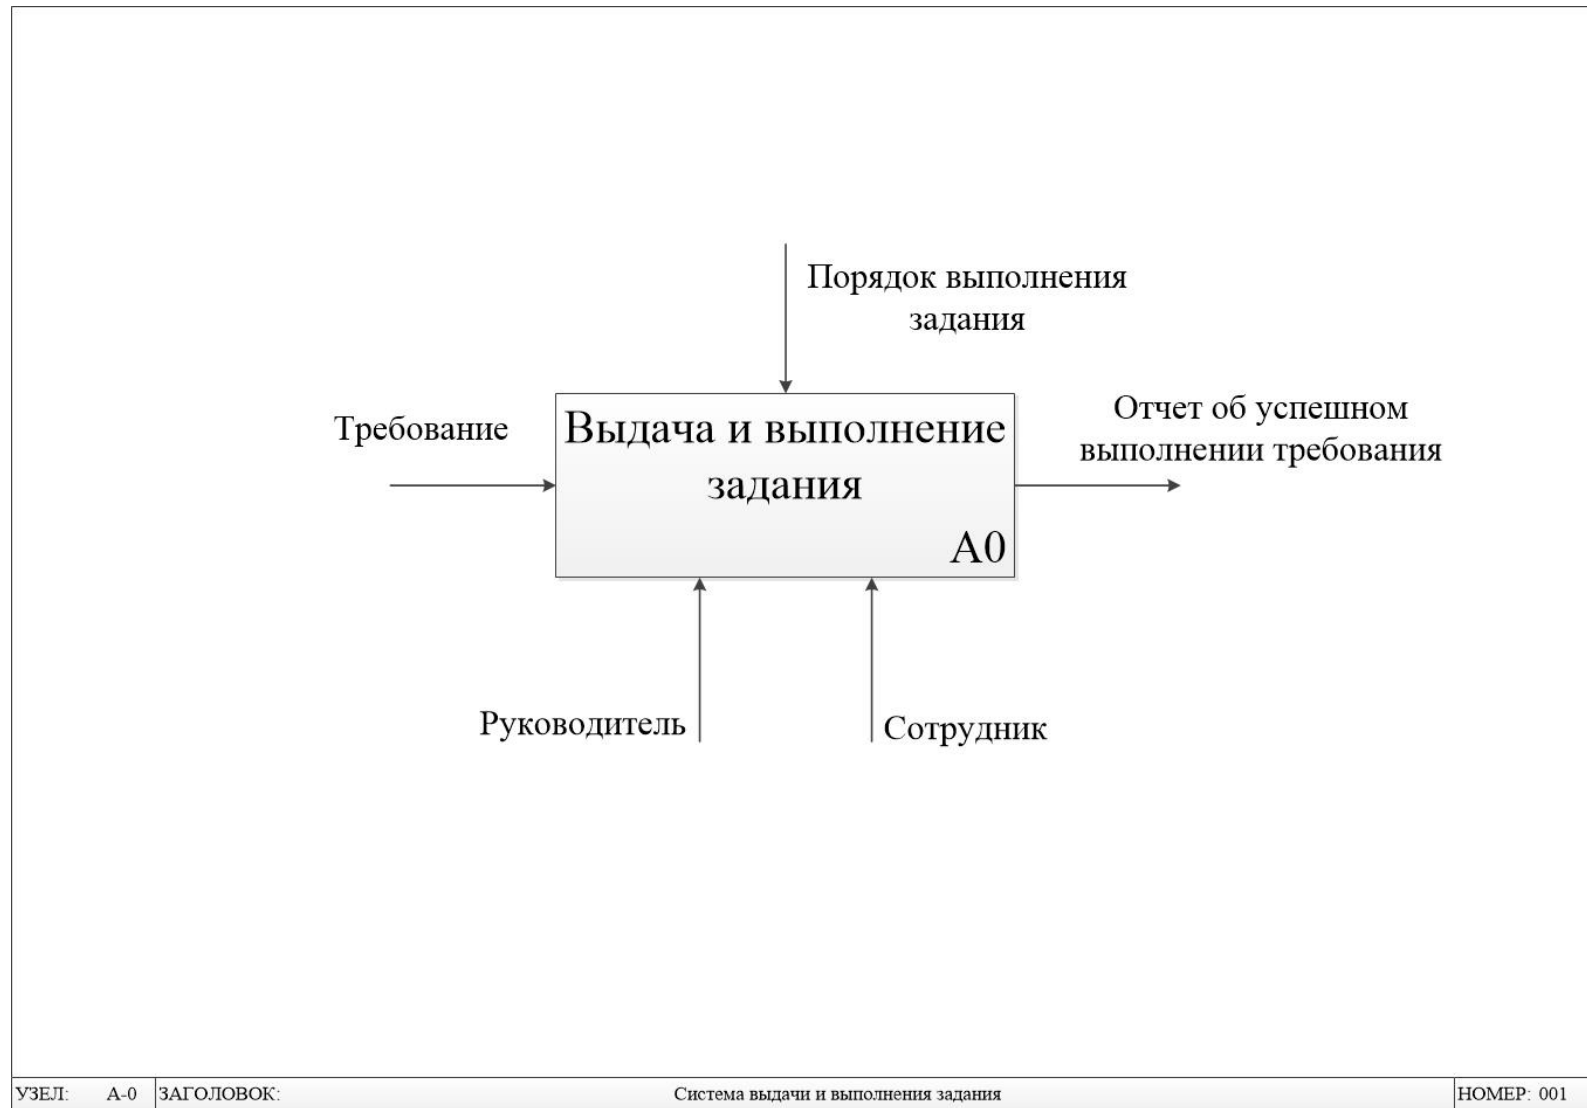 Порядок выполнения
задания
Требование
Выдача и выполнение
задания
А0
Отчет об успешном
выполнении требования
Руководитель
Сотрудник
УЗЕЛ: А-0 ЗАГОЛОВОК: Система выдачи и выполнения задания НОМЕР: 001